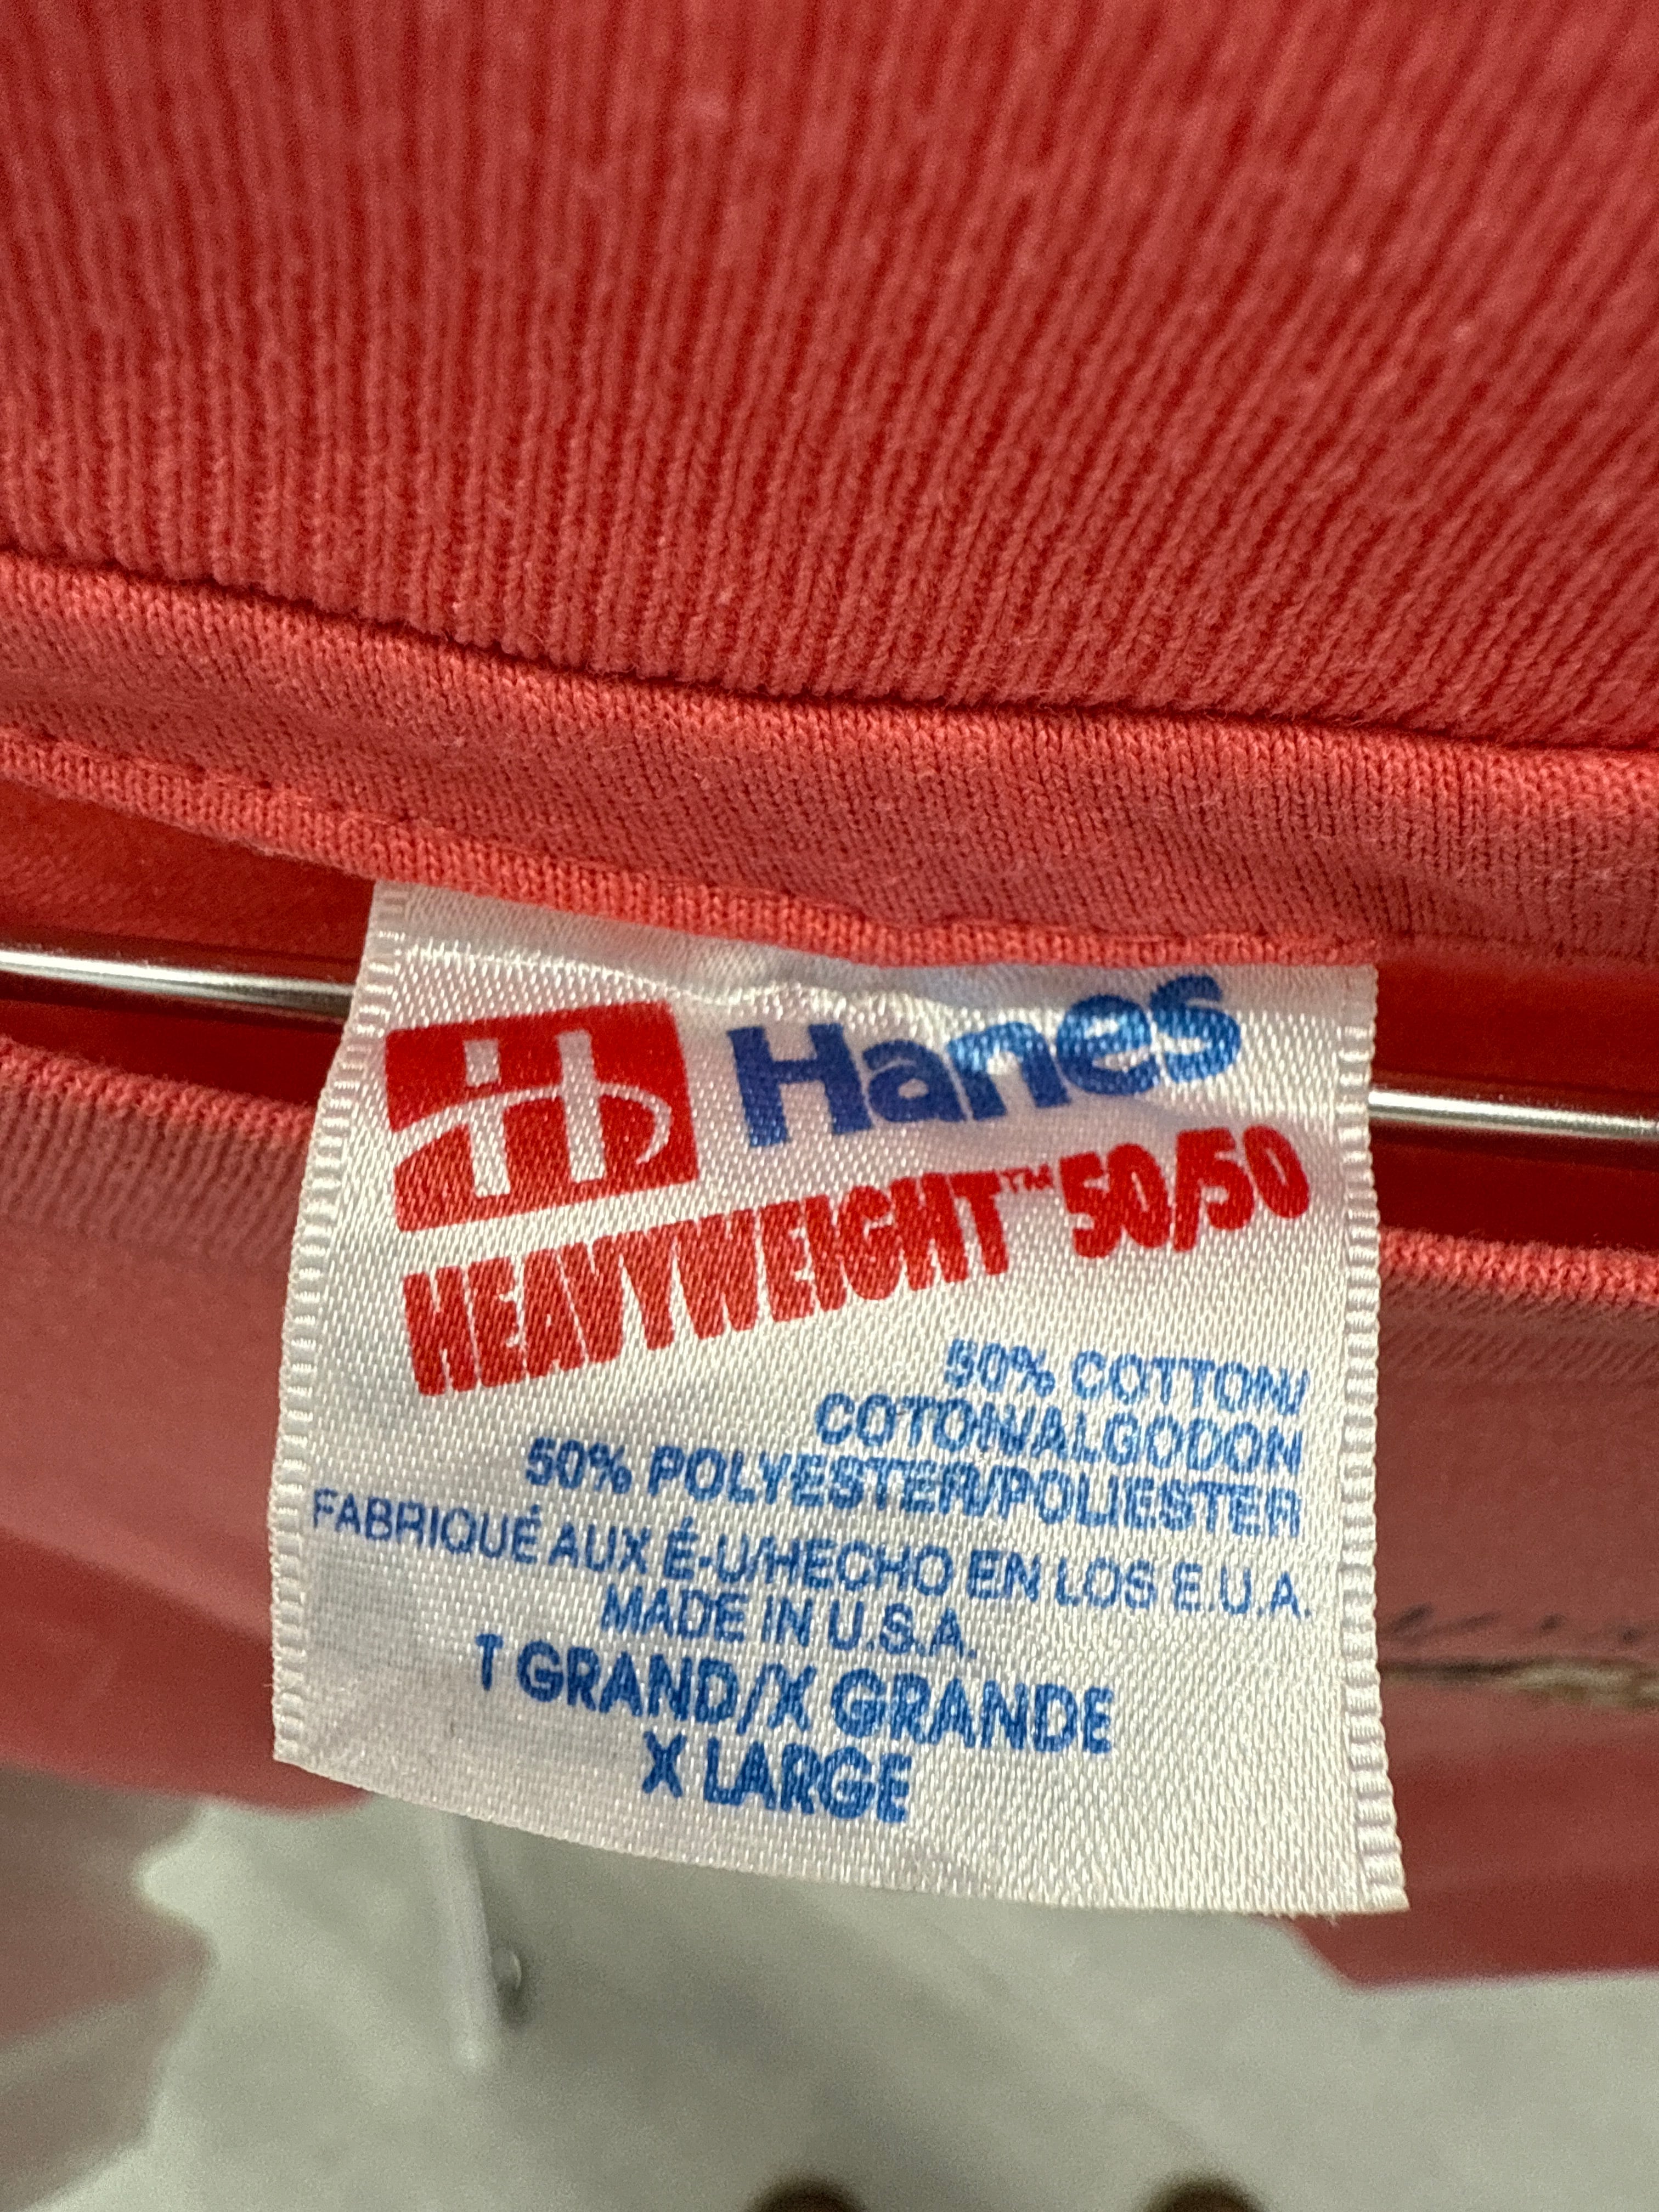 Hanes
HEAVYWEIGHT™ 50/50
50% COTTON/
COTON/ALGODON
50% POLYESTER/POLIESTER
FABRIQUÉ AUX É-U/HECHO EN LOS E.U.A.
MADE IN U.S.A.
T GRAND/X GRANDE
X LARGE